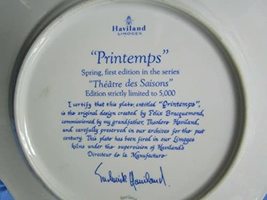 Haviland
LIMOGES
"Printemps"
Spring, first edition in the series
"Théâtre des Saisons"
Edition strictly limited to 5,000
I certify that this plate, entitled "Printemps",
is the original design created by Félix Bracquemond,
commissioned by my grandfather, Theodore Haviland,
and carefully preserved in our archives for the past
century. This plate has been fired in our Limoges
kilns under the supervision of Haviland's
Directeur de la Manufacture.
Frederick Haviland